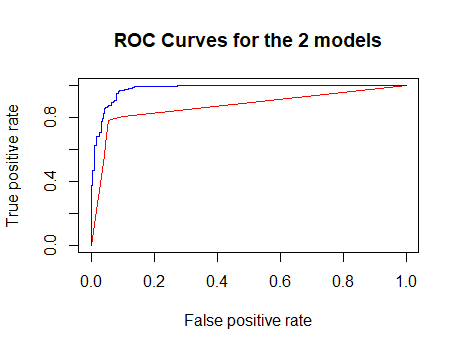 ROC Curves for the 2 models
True positive rate
0.8
0.4
0.0
0.0 0.2 0.4 0.6 0.8 1.0
False positive rate